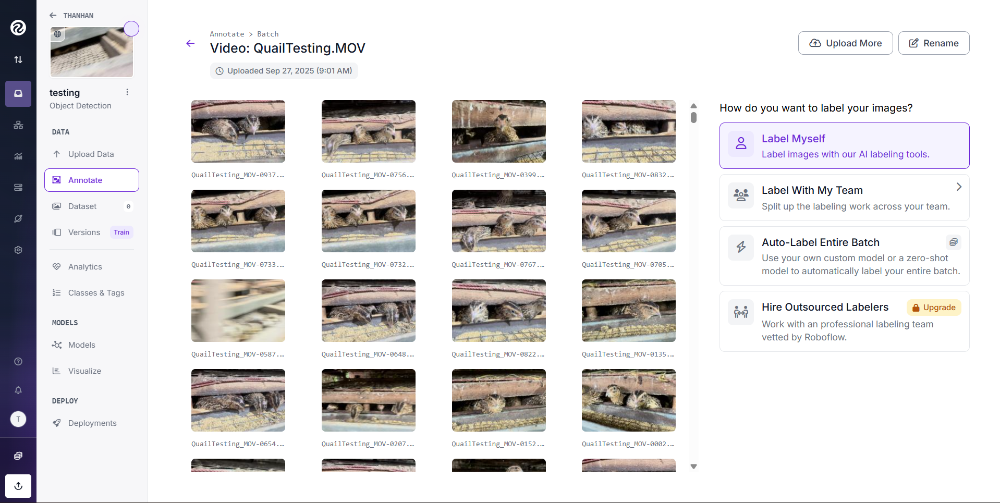 THANHAN
testing
Object Detection
DATA
Upload Data
Annotate
Dataset 0
Versions Train
Analytics
Classes & Tags
MODELS
Models
Visualize
DEPLOY
Deployments
T
Annotate > Batch
Video: QuailTesting.MOV
Uploaded Sep 27, 2025 (9:01 AM)
Upload More
Rename
QuailTesting_MOV-0937.…
QuailTesting_MOV-0756.…
QuailTesting_MOV-0399.…
QuailTesting_MOV-0832.…
QuailTesting_MOV-0733.…
QuailTesting_MOV-0732.…
QuailTesting_MOV-0767.…
QuailTesting_MOV-0705.…
QuailTesting_MOV-0587.…
QuailTesting_MOV-0648.…
QuailTesting_MOV-0822.…
QuailTesting_MOV-0135.…
QuailTesting_MOV-0654.…
QuailTesting_MOV-0207.…
QuailTesting_MOV-0152.…
QuailTesting_MOV-0002.…
How do you want to label your images?
Label Myself
Label images with our AI labeling tools.
Label With My Team
Split up the labeling work across your team.
Auto-Label Entire Batch
Use your own custom model or a zero-shot
model to automatically label your entire batch.
Hire Outsourced Labelers
Upgrade
Work with an professional labeling team
vetted by Roboflow.